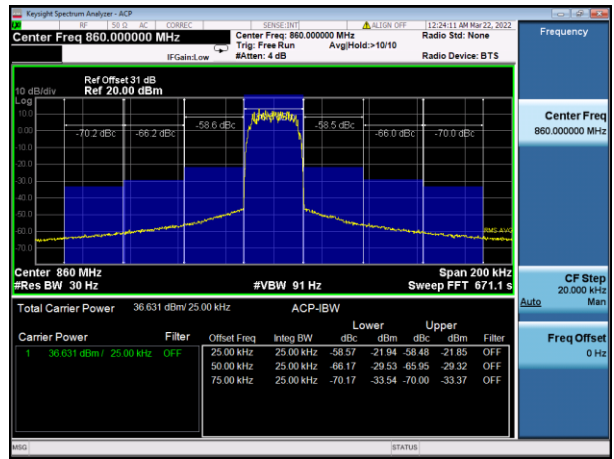 Keysight Spectrum Analyzer - ACP
RF 50 Ω AC CORREC SENSE:INT ALIGN OFF 12:24:11 AM Mar 22, 2022
Center Freq 860.000000 MHz Center Freq: 860.000000 MHz Radio Std: None
Trig: Free Run Avg|Hold:>10/10
IFGain:Low #Atten: 4 dB Radio Device: BTS
Frequency
Ref Offset 31 dB
10 dB/div Ref 20.00 dBm
Log
10.0
0.00
-10.0
-20.0
-30.0
-40.0
-50.0
-60.0
-70.0
-70.2 dBc -66.2 dBc -58.6 dBc -58.5 dBc -66.0 dBc -70.0 dBc
RMS AVG
Center 860 MHz Span 200 kHz
#Res BW 30 Hz #VBW 91 Hz Sweep FFT 671.1 s
Total Carrier Power 36.631 dBm/ 25.00 kHz ACP-IBW
Lower Upper
Carrier Power Filter Offset Freq Integ BW dBc dBm dBc dBm Filter
1 36.631 dBm / 25.00 kHz OFF 25.00 kHz 25.00 kHz -58.57 -21.94 -58.48 -21.85 OFF
50.00 kHz 25.00 kHz -66.17 -29.53 -65.95 -29.32 OFF
75.00 kHz 25.00 kHz -70.17 -33.54 -70.00 -33.37 OFF
Center Freq
860.000000 MHz
CF Step
20.000 kHz
Auto Man
Freq Offset
0 Hz
MSG STATUS